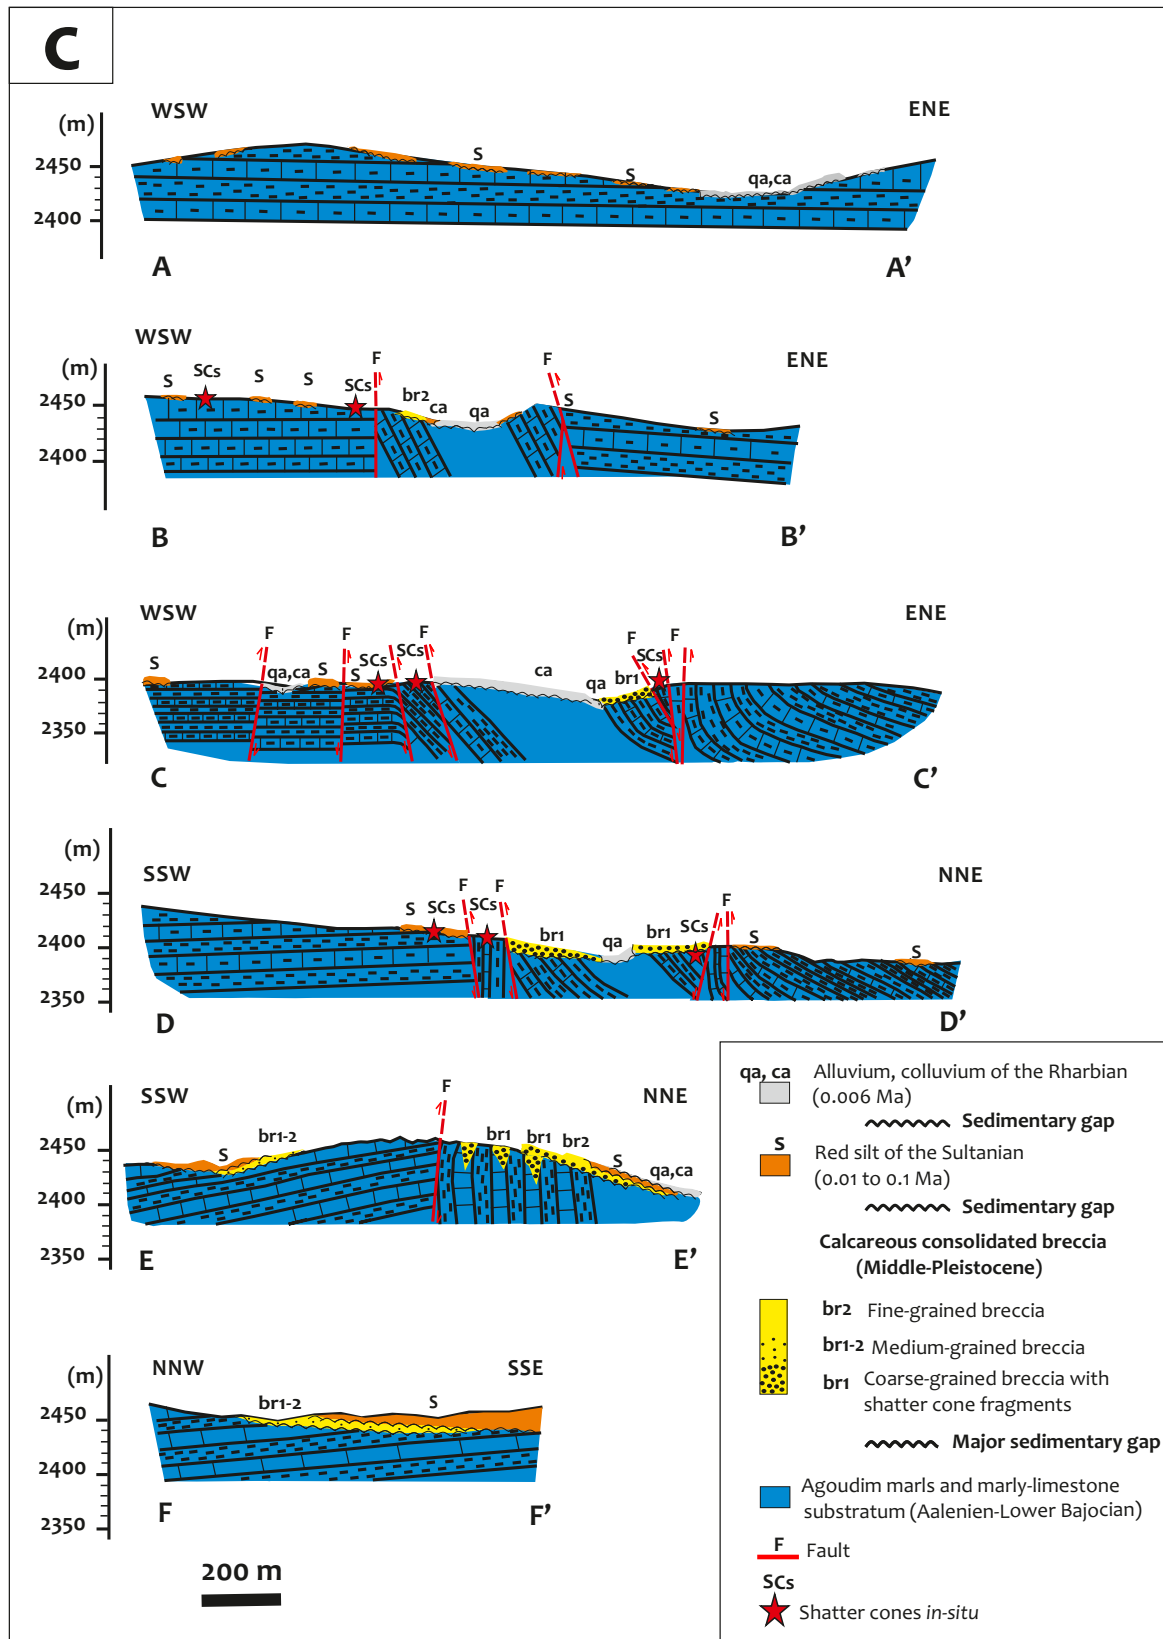 C
WSW
ENE
(m)
2450
2400
S
S
qa,ca
A
A’
WSW
ENE
(m)
2450
2400
S
SCs
S
S
SCs
F
br2
ca
qa
F
S
S
B
B’
WSW
ENE
(m)
2400
2350
S
F
qa,ca
S
F
S
SCs
SCs
F
ca
qa
br1
F
SCs
F
C
C’
(m)
SSW
NNE
2450
2400
2350
S
SCs
F
SCs
F
br1
qa
br1
SCs
F
S
S
D
D’
(m)
SSW
NNE
2450
2400
2350
S
br1-2
F
br1
br1
br2
S
qa,ca
E
E’
(m)
NNW
SSE
2450
2400
2350
br1-2
S
F
F’
200 m
qa, ca
Alluvium, colluvium of the Rharbian
(0.006 Ma)
Sedimentary gap
S
Red silt of the Sultanian
(0.01 to 0.1 Ma)
Sedimentary gap
Calcareous consolidated breccia
(Middle-Pleistocene)
br2 Fine-grained breccia
br1-2 Medium-grained breccia
br1 Coarse-grained breccia with
shatter cone fragments
Major sedimentary gap
Agoudim marls and marly-limestone
substratum (Aalenien-Lower Bajocian)
F Fault
SCs
Shatter cones in-situ